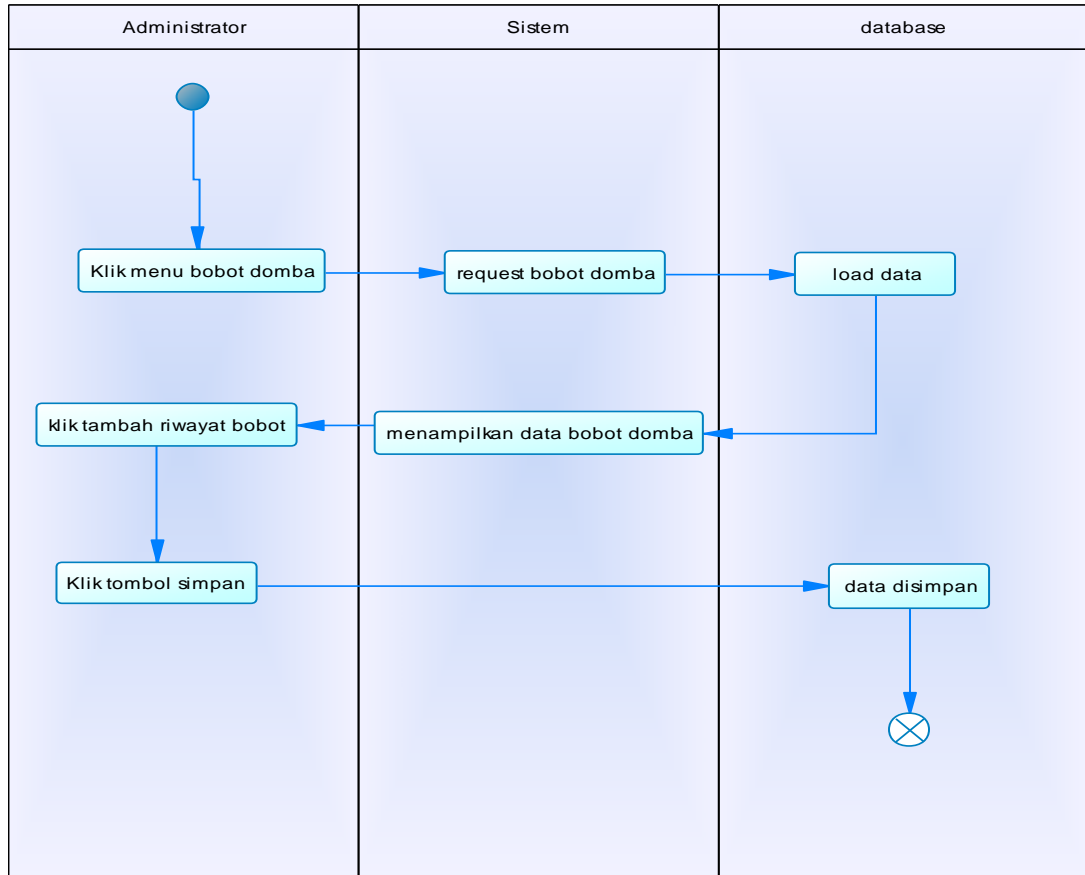 Administrator
Sistem
database
Klik menu bobot domba
request bobot domba
load data
klik tambah riwayat bobot
menampilkan data bobot domba
Klik tombol simpan
data disimpan